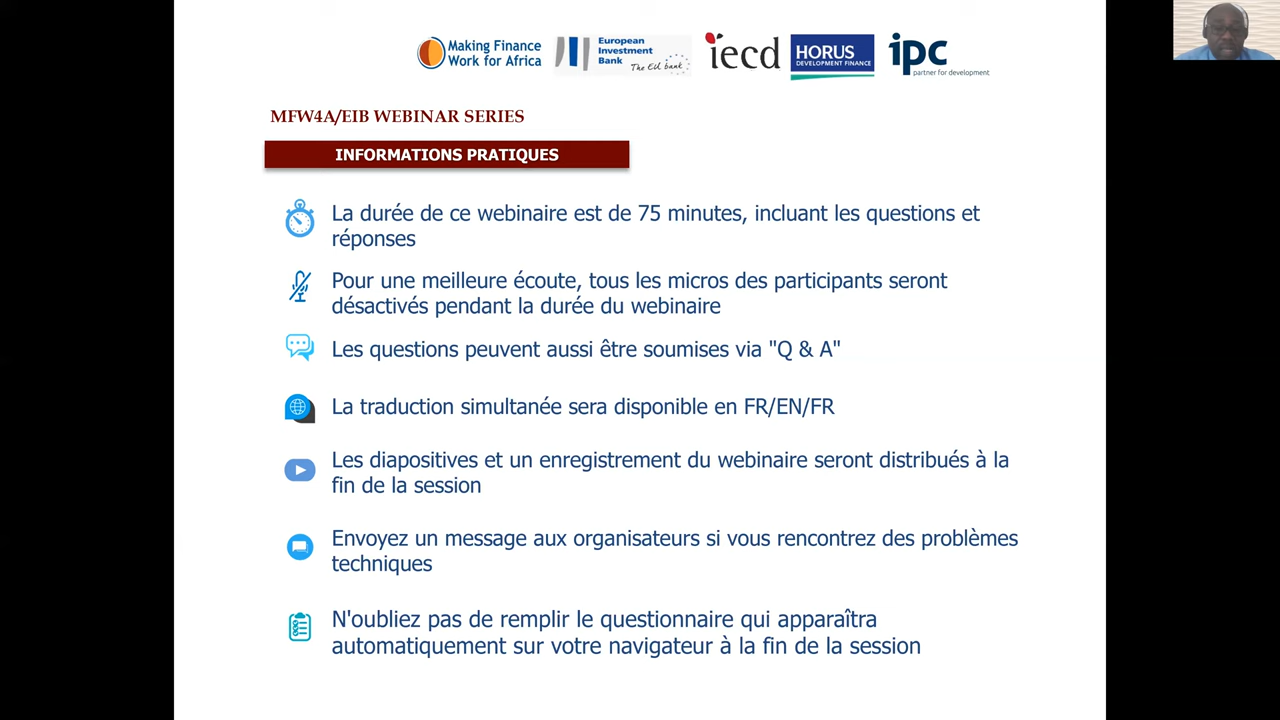 Making Finance
Work for Africa
European
Investment
Bank
The EU bank
iecd
HORUS
DEVELOPMENT FINANCE
ipc
partner for development
MFW4A/EIB WEBINAR SERIES
INFORMATIONS PRATIQUES
La durée de ce webinaire est de 75 minutes, incluant les questions et
réponses
Pour une meilleure écoute, tous les micros des participants seront
désactivés pendant la durée du webinaire
Les questions peuvent aussi être soumises via "Q & A"
La traduction simultanée sera disponible en FR/EN/FR
Les diapositives et un enregistrement du webinaire seront distribués à la
fin de la session
Envoyez un message aux organisateurs si vous rencontrez des problèmes
techniques
N'oubliez pas de remplir le questionnaire qui apparaîtra
automatiquement sur votre navigateur à la fin de la session